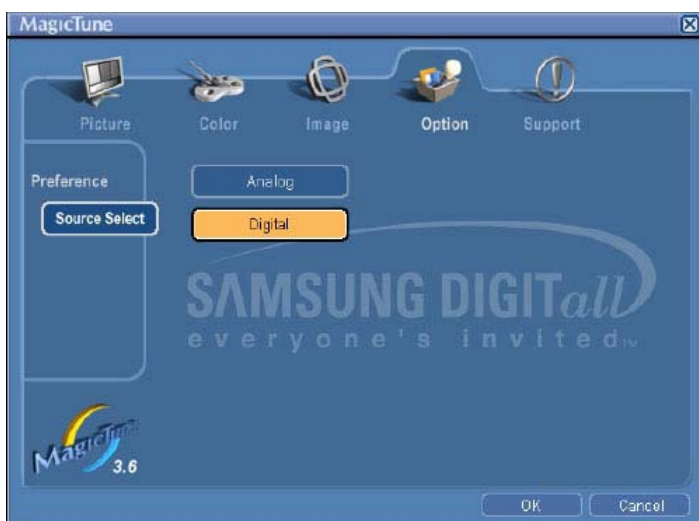 MagicTune
Picture Color Image Option Support
Preference
Source Select
Analog
Digital
SAMSUNG DIGITall
everyone's invited™
MagicTune
3.6
OK Cancel